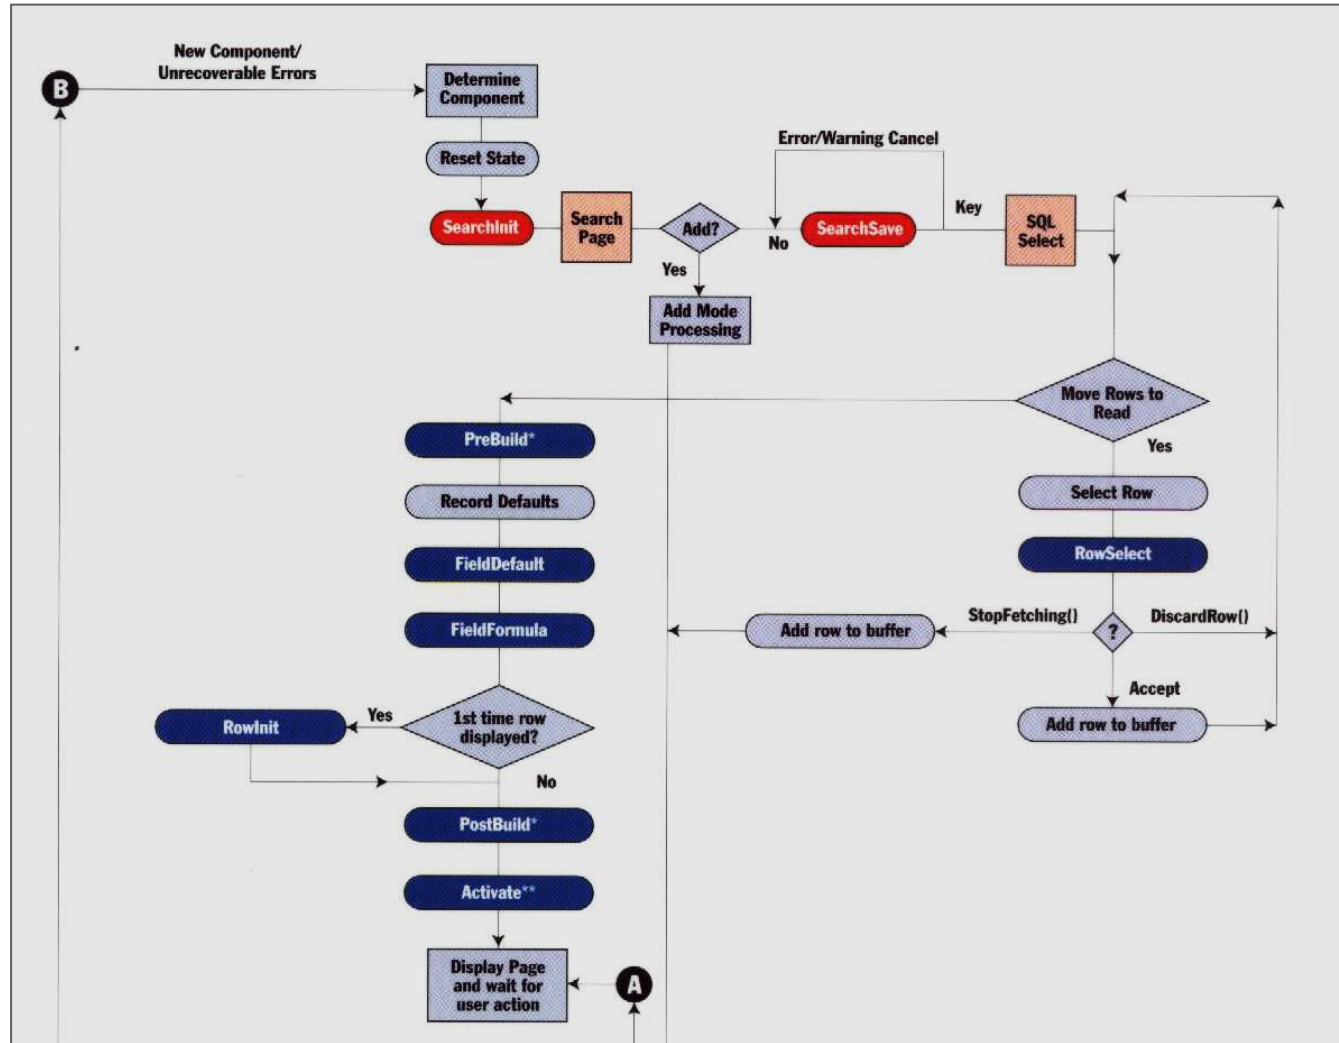 New Component/
Unrecoverable Errors
B
Determine
Component
Reset State
Error/Warning Cancel
SearchInit
Search
Page
Add?
No
SearchSave
Key
SQL
Select
Yes
Add Mode
Processing
Move Rows to
Read
Yes
PreBuild*
Record Defaults
Select Row
FieldDefault
RowSelect
FieldFormula
Add row to buffer
StopFetching()
?
DiscardRow()
Accept
Add row to buffer
RowInit
Yes
1st time row
displayed?
No
PostBuild*
Activate**
Display Page
and wait for
user action
A